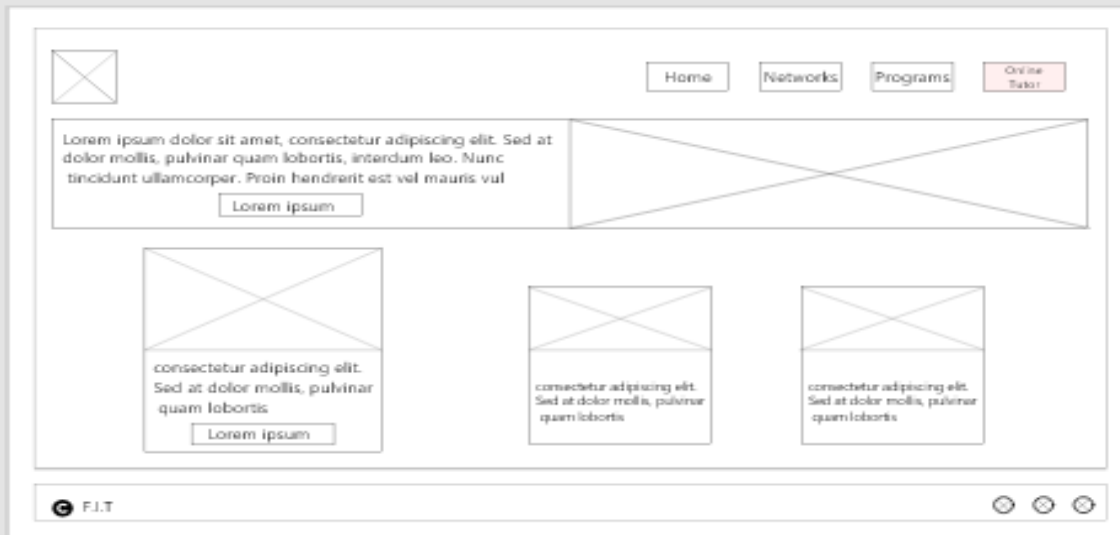 Home
Networks
Programs
Online
Tutor
Lorem ipsum dolor sit amet, consectetur adipiscing elit. Sed at
dolor mollis, pulvinar quam lobortis, interdum leo. Nunc
tincidunt ullamcorper. Proin hendrerit est vel mauris vul
Lorem ipsum
consectetur adipiscing elit.
Sed at dolor mollis, pulvinar
quam lobortis
Lorem ipsum
consectetur adipiscing elit.
Sed at dolor mollis, pulvinar
quam lobortis
consectetur adipiscing elit.
Sed at dolor mollis, pulvinar
quam lobortis
F.I.T